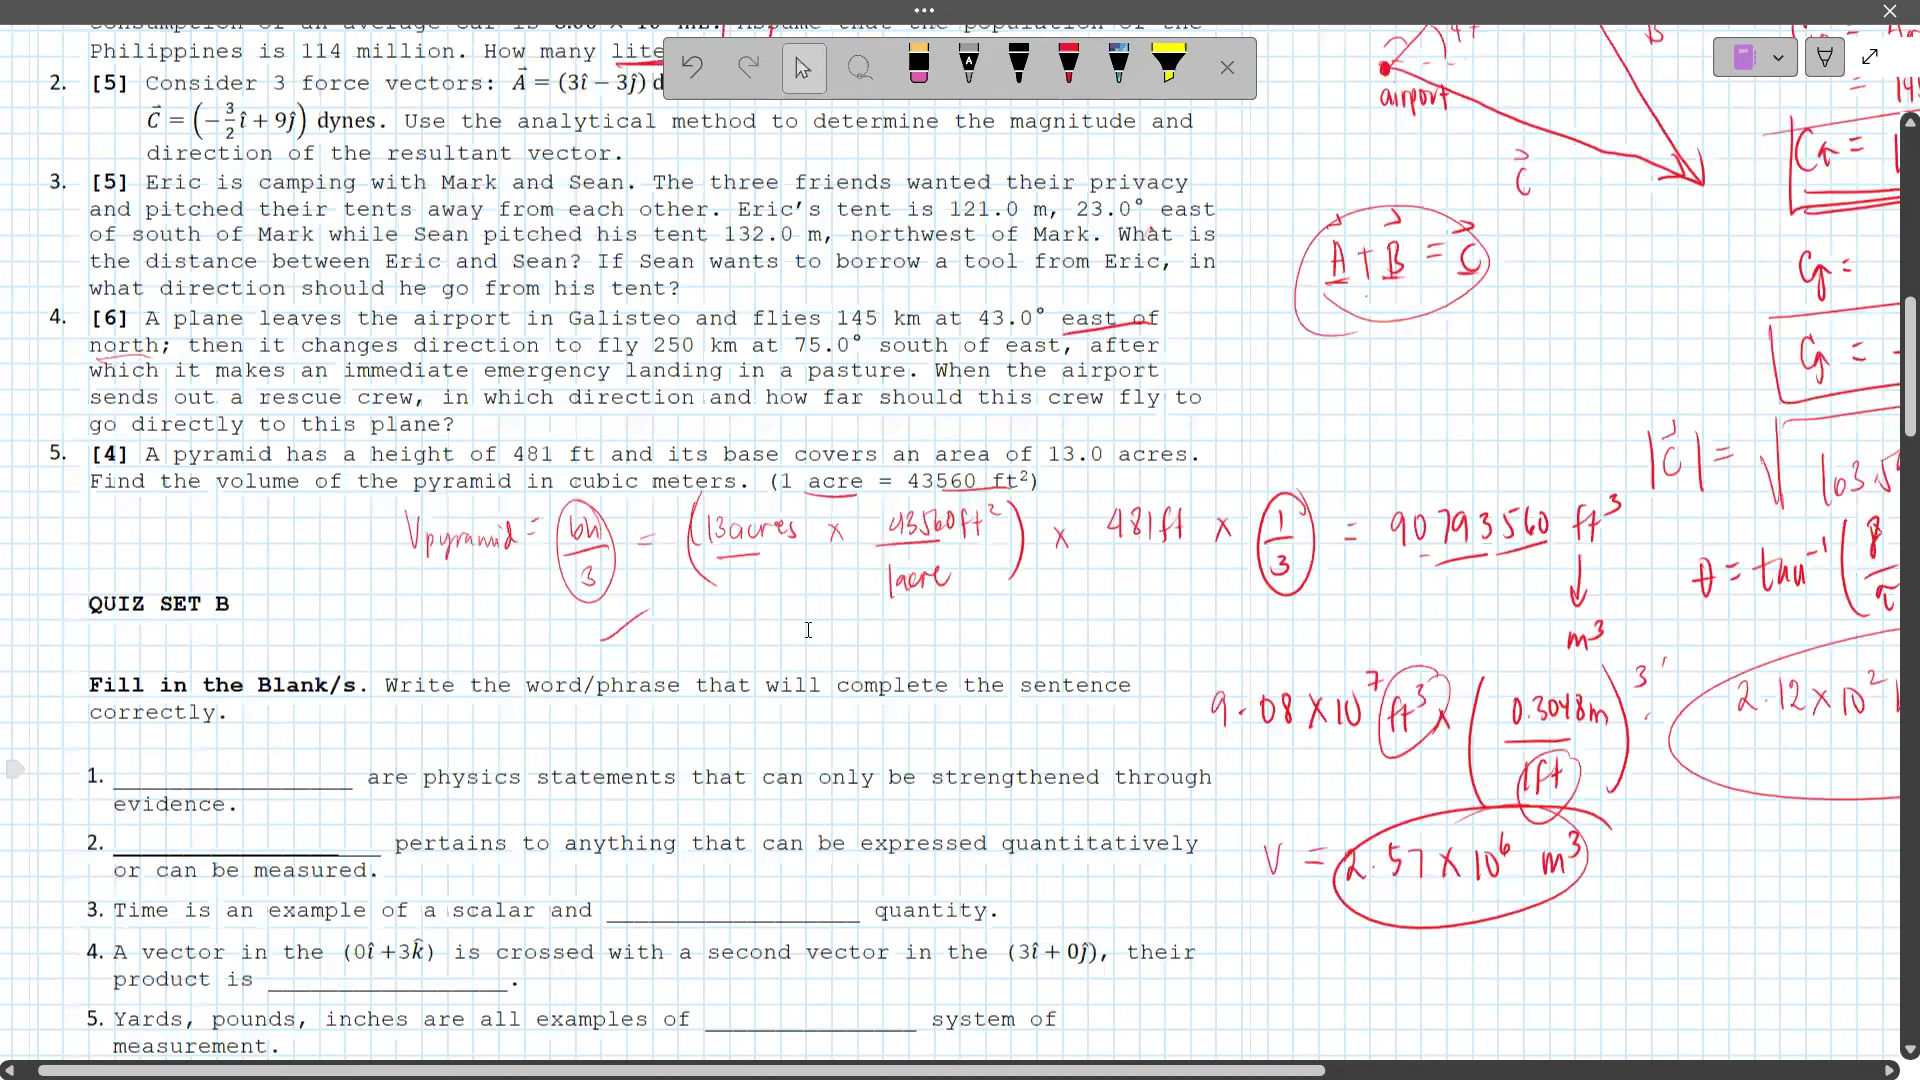 Philippines is 114 million. How many lite
2. [5] Consider 3 force vectors: A⃗ = (3î − 3ĵ) d
C⃗ = (−3/2 î + 9ĵ) dynes. Use the analytical method to determine the magnitude and
direction of the resultant vector.
3. [5] Eric is camping with Mark and Sean. The three friends wanted their privacy
and pitched their tents away from each other. Eric's tent is 121.0 m, 23.0° east
of south of Mark while Sean pitched his tent 132.0 m, northwest of Mark. What is
the distance between Eric and Sean? If Sean wants to borrow a tool from Eric, in
what direction should he go from his tent?
4. [6] A plane leaves the airport in Galisteo and flies 145 km at 43.0° east of
north; then it changes direction to fly 250 km at 75.0° south of east, after
which it makes an immediate emergency landing in a pasture. When the airport
sends out a rescue crew, in which direction and how far should this crew fly to
go directly to this plane?
5. [4] A pyramid has a height of 481 ft and its base covers an area of 13.0 acres.
Find the volume of the pyramid in cubic meters. (1 acre = 43560 ft²)
Vpyramid = bh/3 = (13acres × 43560ft²/1acre) × 481ft × 1/3 = 90793560 ft³
m³
QUIZ SET B
Fill in the Blank/s. Write the word/phrase that will complete the sentence
correctly.
9.08 × 10⁷ ft³ × (0.3048m/1ft)³
V = 2.57 × 10⁶ m³
1. __________________ are physics statements that can only be strengthened through
evidence.
2. ____________________ pertains to anything that can be expressed quantitatively
or can be measured.
3. Time is an example of a scalar and ___________________ quantity.
4. A vector in the (0î +3k̂) is crossed with a second vector in the (3î + 0ĵ), their
product is __________________.
5. Yards, pounds, inches are all examples of ________________ system of
measurement.
airport
B
C⃗
A⃗ + B⃗ = C⃗
Cy =
Cy =
|C⃗| = √
θ = tan⁻¹
2.12 × 10²